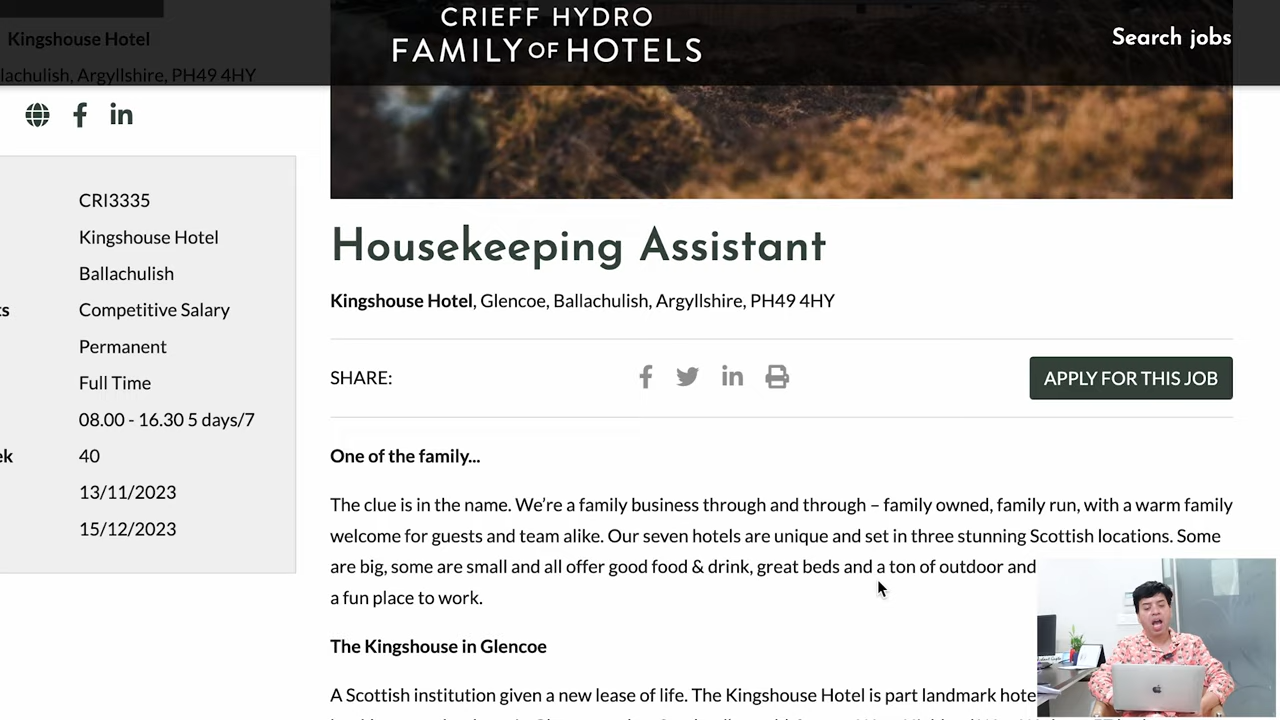 CRIEFF HYDRO
FAMILY OF HOTELS
Search jobs
Kingshouse Hotel
lachulish, Argyllshire, PH49 4HY
CRI3335
Kingshouse Hotel
Ballachulish
s Competitive Salary
Permanent
Full Time
08.00 - 16.30 5 days/7
ek 40
13/11/2023
15/12/2023
Housekeeping Assistant
Kingshouse Hotel, Glencoe, Ballachulish, Argyllshire, PH49 4HY
SHARE:
APPLY FOR THIS JOB
One of the family...
The clue is in the name. We're a family business through and through – family owned, family run, with a warm family
welcome for guests and team alike. Our seven hotels are unique and set in three stunning Scottish locations. Some
are big, some are small and all offer good food & drink, great beds and a ton of outdoor and
a fun place to work.
The Kingshouse in Glencoe
A Scottish institution given a new lease of life. The Kingshouse Hotel is part landmark hote